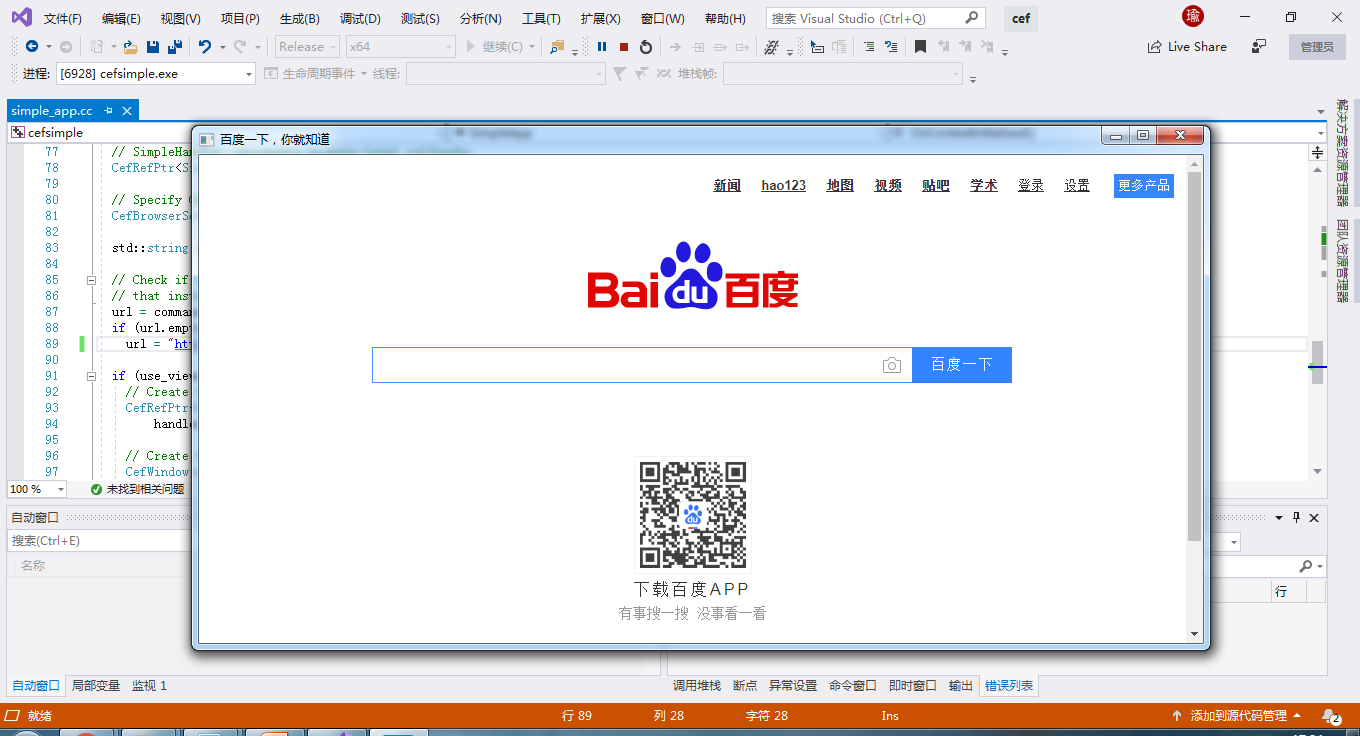 文件(F) 编辑(E) 视图(V) 项目(P) 生成(B) 调试(D) 测试(S) 分析(N) 工具(T) 扩展(X) 窗口(W) 帮助(H) 搜索 Visual Studio (Ctrl+Q) cef 瑜
Release x64 继续(C) Live Share 管理员
进程: [6928] cefsimple.exe 生命周期事件 线程: 堆栈帧:
simple_app.cc
cefsimple
百度一下，你就知道
77 // SimpleHan
78 CefRefPtr<Si
79
80 // Specify C
81 CefBrowserSe
82
83 std::string
84
85 // Check if
86 // that inst
87 url = comman
88 if (url.empt
89 url = "htt
90
91 if (use_view
92 // Create
93 CefRefPtr<
94 handle
95
96 // Create
97 CefWindow
新闻 hao123 地图 视频 贴吧 学术 登录 设置 更多产品
Bai du 百度
百度一下
du
下载百度APP
有事搜一搜 没事看一看
解决方案资源管理器
团队资源管理器
100 % 未找到相关问题
自动窗口
搜索(Ctrl+E)
名称
行
自动窗口 局部变量 监视 1
调用堆栈 断点 异常设置 命令窗口 即时窗口 输出 错误列表
就绪 行 89 列 28 字符 28 Ins 添加到源代码管理 2